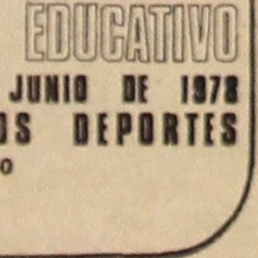 EDUCATIVO
JUNIO DE 1978
OS DEPORTES
o